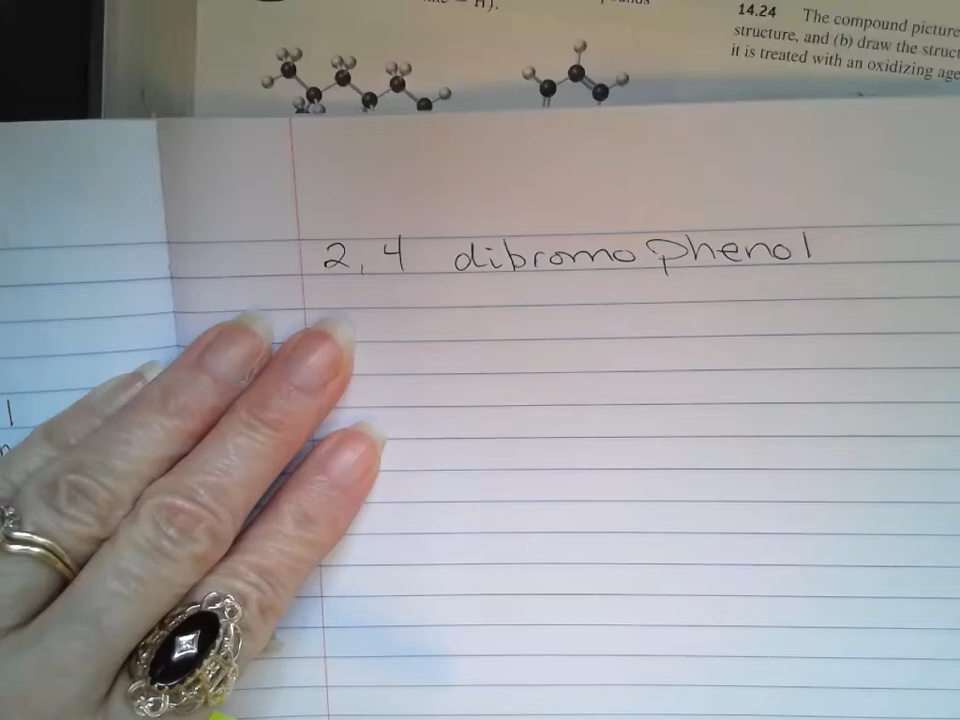 H).
14.24 The compound picture
structure, and (b) draw the struct
it is treated with an oxidizing age
2,4 dibromo phenol